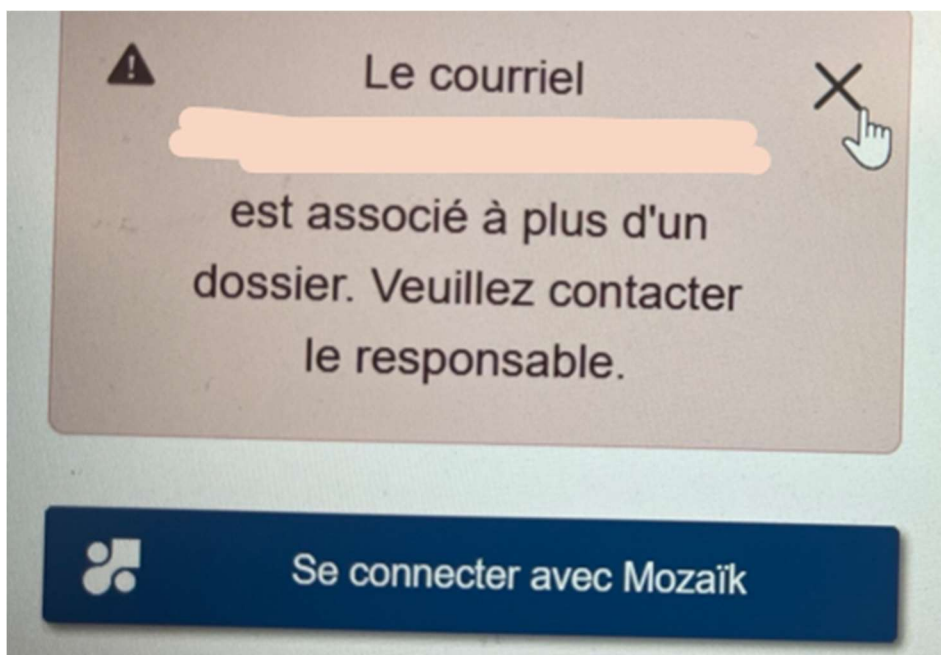 Le courriel
est associé à plus d'un
dossier. Veuillez contacter
le responsable.
Se connecter avec Mozaïk